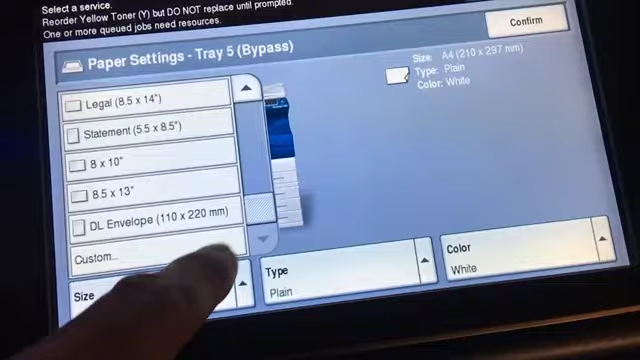 Select a service.
Reorder Yellow Toner (Y) but DO NOT replace until prompted.
One or more queued jobs need resources.
Confirm
Paper Settings - Tray 5 (Bypass)
Size: A4 (210 x 297 mm)
Type: Plain
Color: White
Legal (8.5 x 14")
Statement (5.5 x 8.5")
8 x 10"
8.5 x 13"
DL Envelope (110 x 220 mm)
Custom...
Size
Type
Plain
Color
White